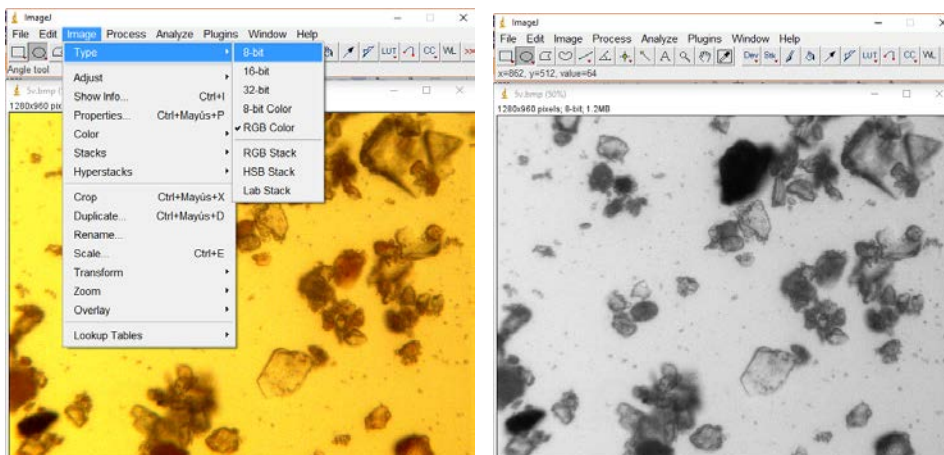 ImageJ
File Edit Image Process Analyze Plugins Window Help
LUT CC WL
Angle tool
5v.bmp
1280x960
Type
Adjust
Show Info... Ctrl+I
Properties... Ctrl+Mayús+P
Color
Stacks
Hyperstacks
Crop Ctrl+Mayús+X
Duplicate... Ctrl+Mayús+D
Rename...
Scale... Ctrl+E
Transform
Zoom
Overlay
Lookup Tables
8-bit
16-bit
32-bit
8-bit Color
RGB Color
RGB Stack
HSB Stack
Lab Stack
ImageJ
File Edit Image Process Analyze Plugins Window Help
A Dev Stk LUT CC WL
x=862, y=512, value=64
5v.bmp (50%)
1280x960 pixels; 8-bit; 1.2MB